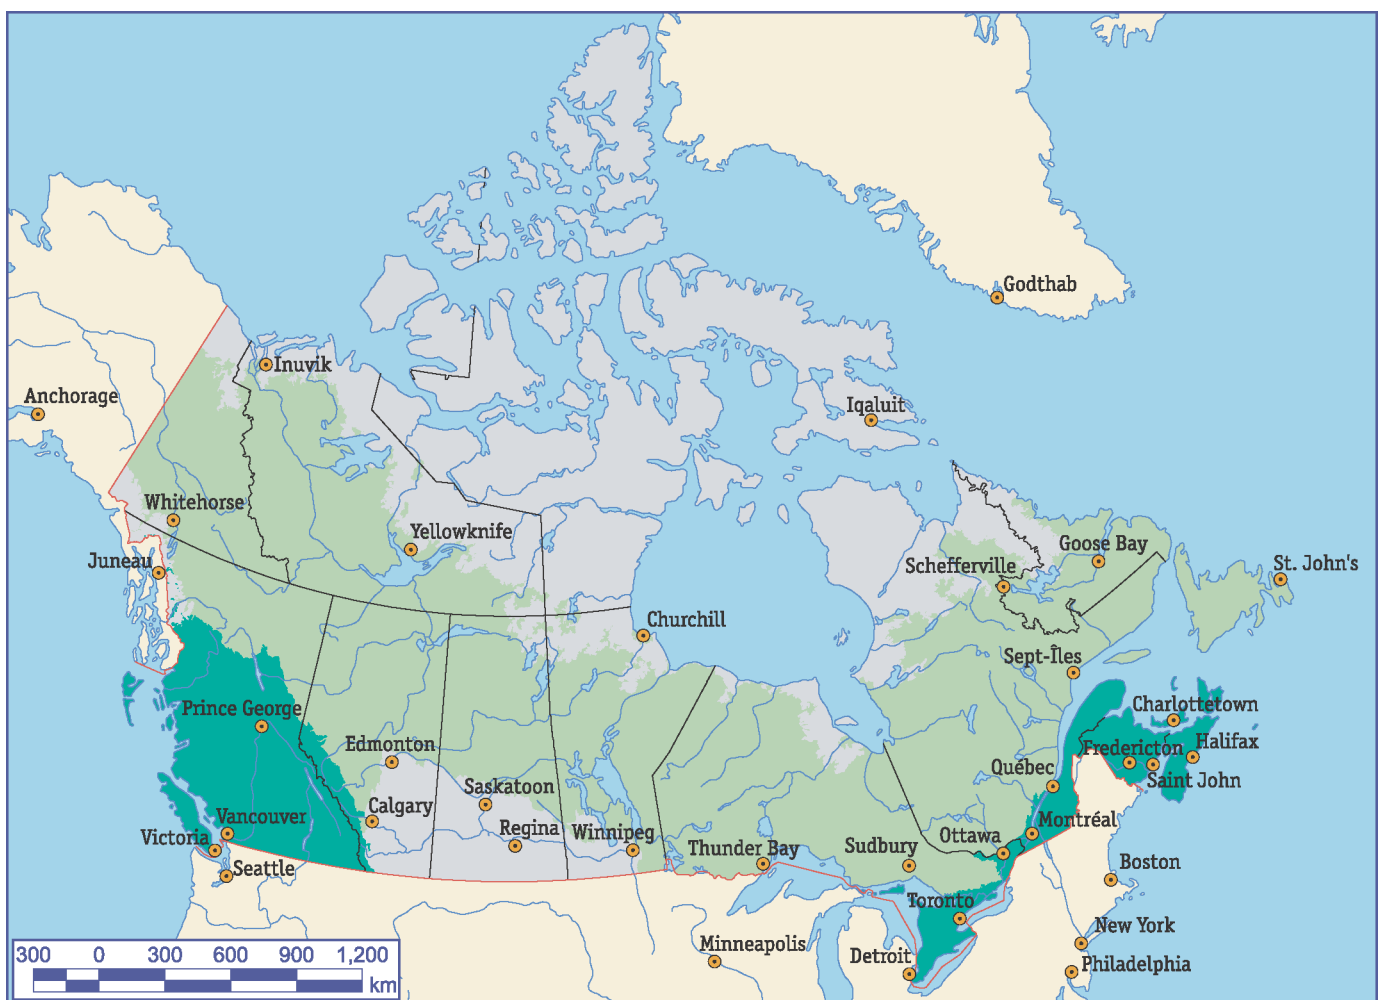 Godthab
Inuvik
Anchorage
Iqaluit
Whitehorse
Yellowknife
Goose Bay
Juneau
Schefferville
St. John's
Churchill
Sept-Îles
Prince George
Charlottetown
Edmonton
Fredericton
Halifax
Québec
Saint John
Saskatoon
Calgary
Vancouver
Montréal
Regina
Winnipeg
Victoria
Ottawa
Sudbury
Thunder Bay
Boston
Seattle
Toronto
New York
Minneapolis
Detroit
Philadelphia
300 0 300 600 900 1,200
km